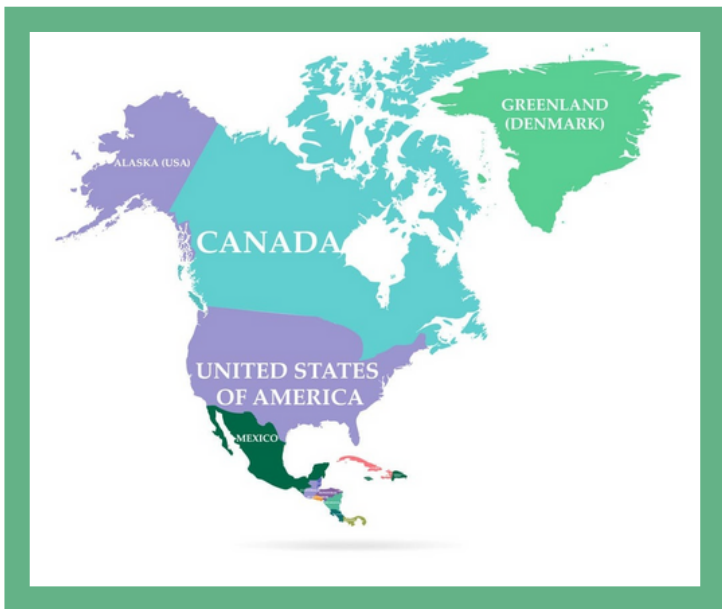 GREENLAND
(DENMARK)
ALASKA (USA)
CANADA
UNITED STATES
OF AMERICA
MEXICO